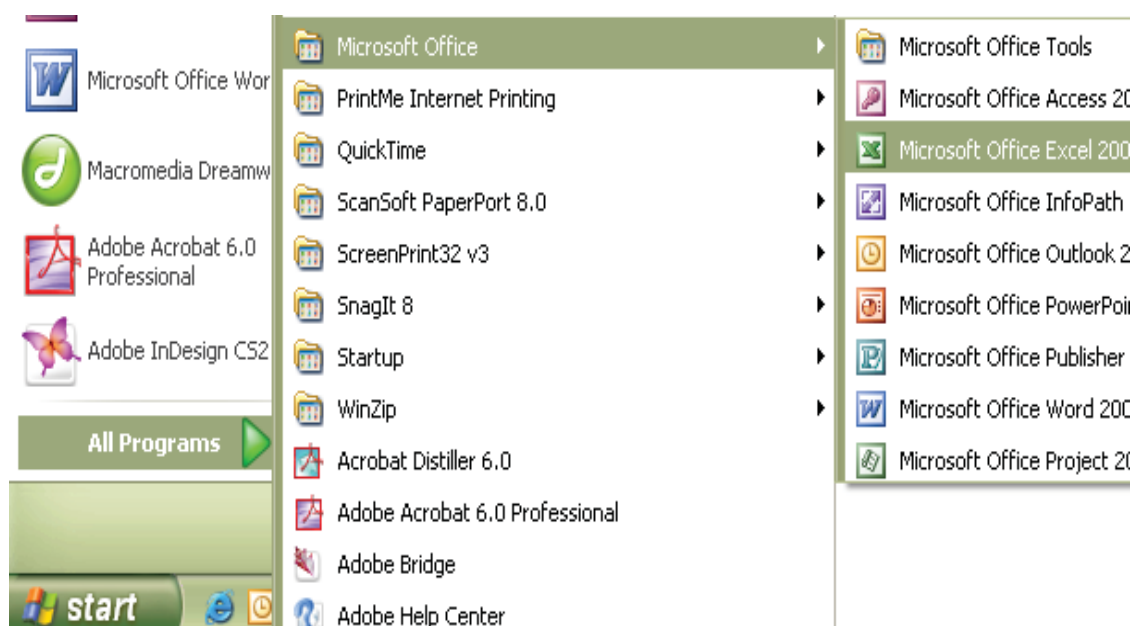 Microsoft Office Wor
Macromedia Dreamw
Adobe Acrobat 6.0
Professional
Adobe InDesign CS2
All Programs
start
Microsoft Office
PrintMe Internet Printing
QuickTime
ScanSoft PaperPort 8.0
ScreenPrint32 v3
SnagIt 8
Startup
WinZip
Acrobat Distiller 6.0
Adobe Acrobat 6.0 Professional
Adobe Bridge
Adobe Help Center
Microsoft Office Tools
Microsoft Office Access 20
Microsoft Office Excel 200
Microsoft Office InfoPath
Microsoft Office Outlook 2
Microsoft Office PowerPoi
Microsoft Office Publisher
Microsoft Office Word 200
Microsoft Office Project 20